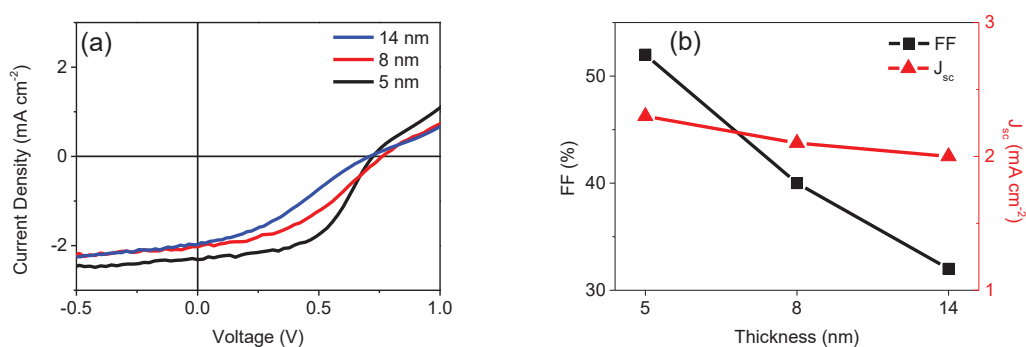 (a)
14 nm
8 nm
5 nm
2
0
-2
-0.5
0.0
0.5
1.0
Current Density (mA cm⁻²)
Voltage (V)
(b)
FF
J_sc
50
40
30
5
8
14
3
2
1
FF (%)
Thickness (nm)
J_sc (mA cm⁻²)